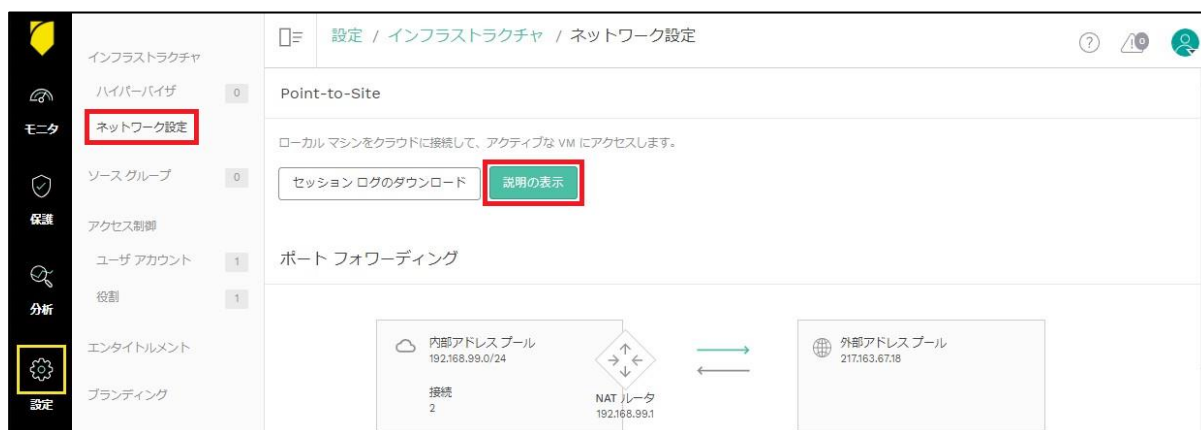 設定 / インフラストラクチャ / ネットワーク設定
?
0
モニタ
保護
分析
設定
インフラストラクチャ
ハイパーバイザ 0
ネットワーク設定
ソース グループ 0
アクセス制御
ユーザ アカウント 1
役割 1
エンタイトルメント
ブランディング
Point-to-Site
ローカル マシンをクラウドに接続して、アクティブな VM にアクセスします。
セッション ログのダウンロード 説明の表示
ポート フォワーディング
内部アドレス プール
192.168.99.0/24
接続
2
NAT ルータ
192.168.99.1
外部アドレス プール
217.163.67.18